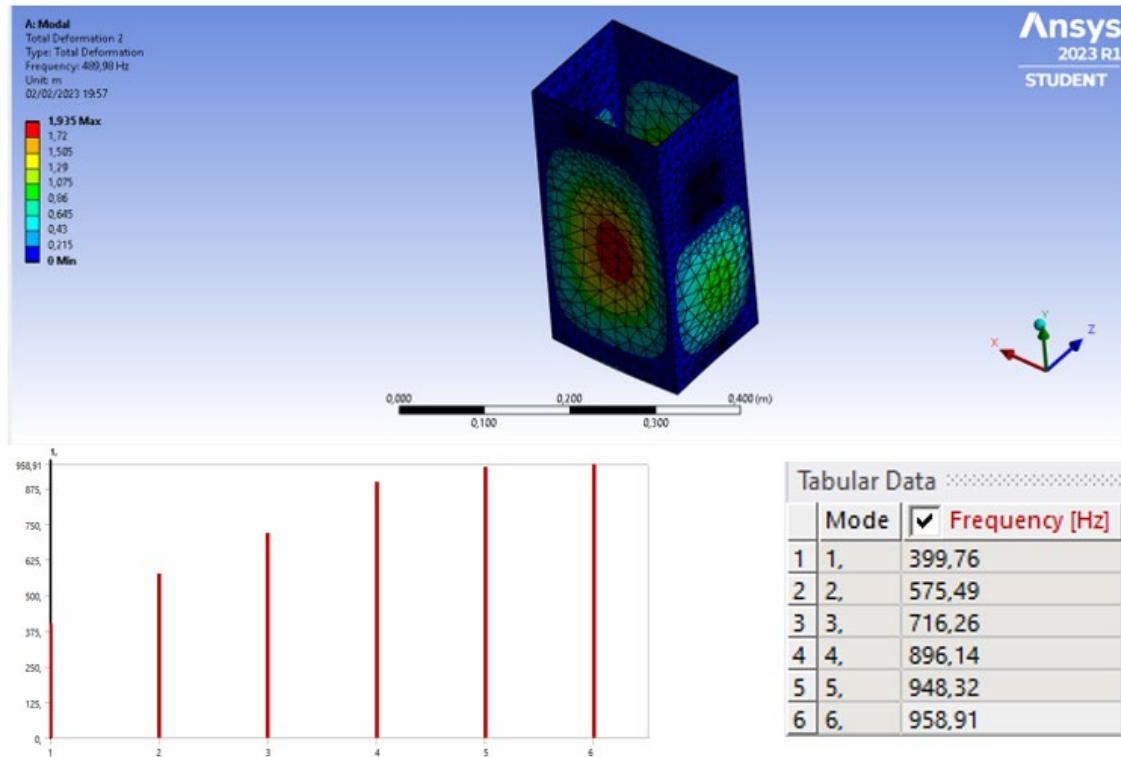 A: Modal
Total Deformation 2
Type: Total Deformation
Frequency: 489,98 Hz
Unit: m
02/02/2023 19:57
1,935 Max
1,72
1,505
1,29
1,075
0,86
0,645
0,43
0,215
0 Min
Ansys
2023 R1
STUDENT
Y
X
Z
0,000
0,200
0,400 (m)
0,100
0,300
1,
958,91
875,
750,
625,
500,
375,
250,
125,
0,
1
2
3
4
5
6
Tabular Data
Mode Frequency [Hz]
1 1, 399,76
2 2, 575,49
3 3, 716,26
4 4, 896,14
5 5, 948,32
6 6, 958,91